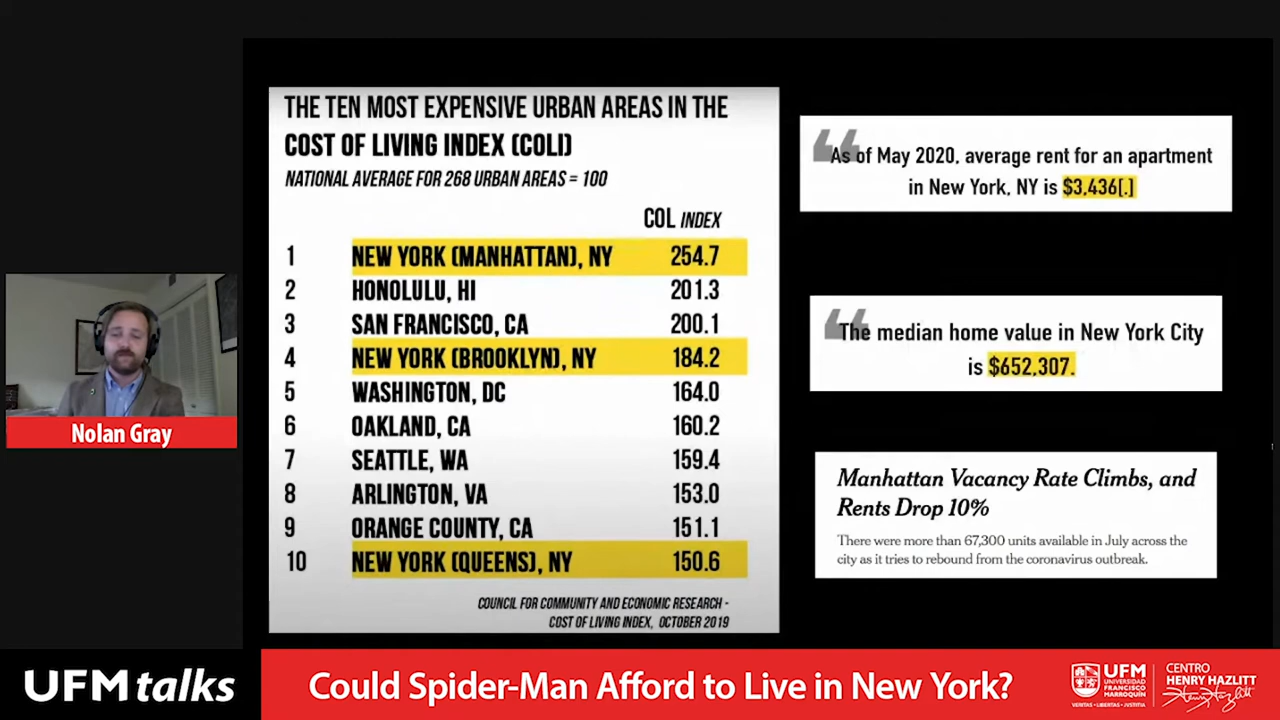 THE TEN MOST EXPENSIVE URBAN AREAS IN THE
COST OF LIVING INDEX (COLI)
NATIONAL AVERAGE FOR 268 URBAN AREAS = 100
COL INDEX
1 NEW YORK (MANHATTAN), NY 254.7
2 HONOLULU, HI 201.3
3 SAN FRANCISCO, CA 200.1
4 NEW YORK (BROOKLYN), NY 184.2
5 WASHINGTON, DC 164.0
6 OAKLAND, CA 160.2
7 SEATTLE, WA 159.4
8 ARLINGTON, VA 153.0
9 ORANGE COUNTY, CA 151.1
10 NEW YORK (QUEENS), NY 150.6
COUNCIL FOR COMMUNITY AND ECONOMIC RESEARCH -
COST OF LIVING INDEX, OCTOBER 2019
“As of May 2020, average rent for an apartment
in New York, NY is $3,436[.]
“The median home value in New York City
is $652,307.
Manhattan Vacancy Rate Climbs, and
Rents Drop 10%
There were more than 67,300 units available in July across the
city as it tries to rebound from the coronavirus outbreak.
Nolan Gray
UFM talks
Could Spider-Man Afford to Live in New York?
UFM
UNIVERSIDAD
FRANCISCO
MARROQUÍN
VERITAS • LIBERTAS • JUSTITIA
CENTRO
HENRY HAZLITT
Henry Hazlitt